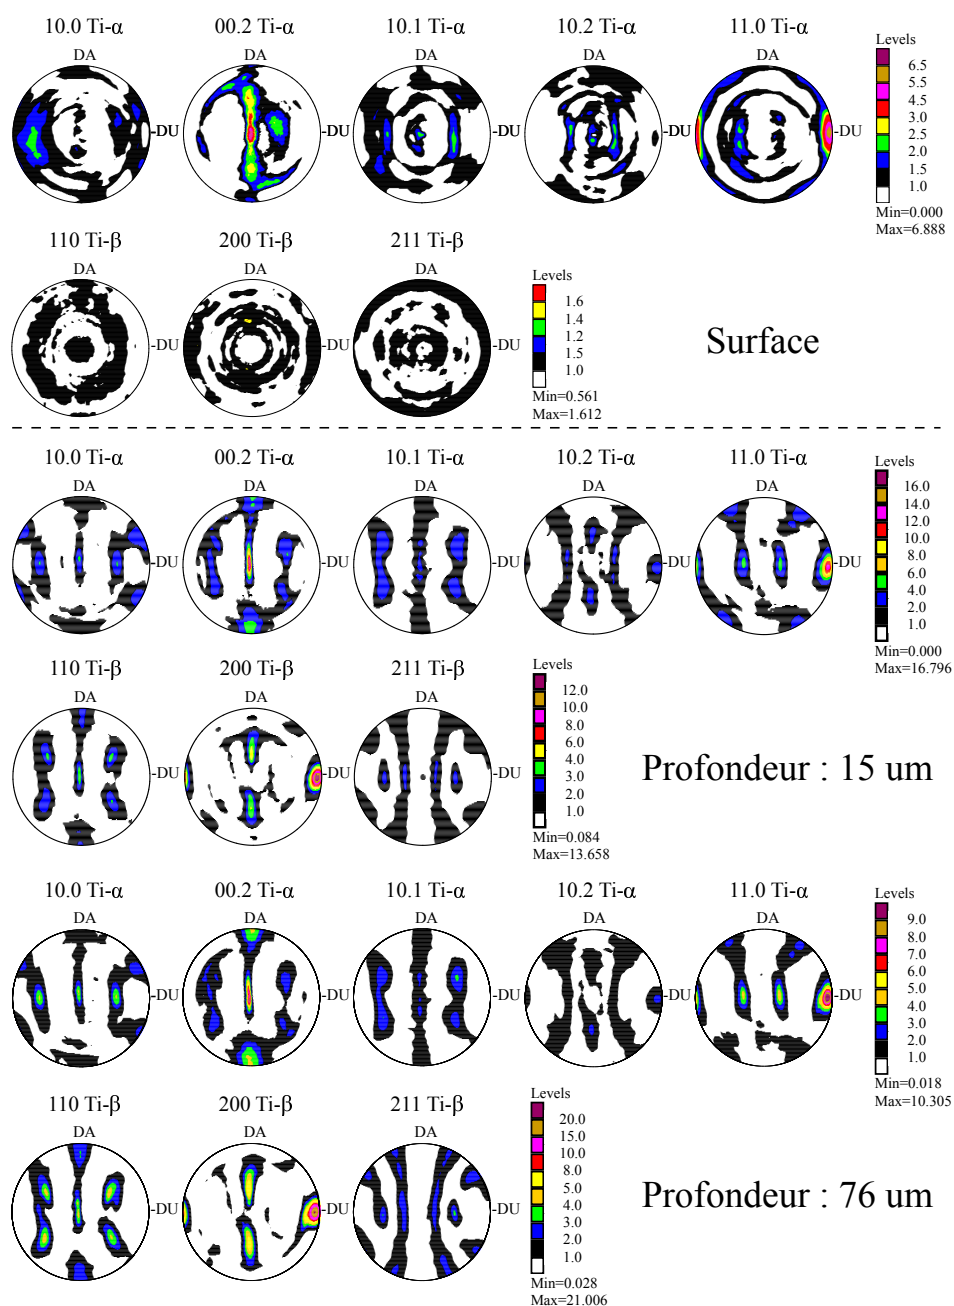 10.0 Ti-α 00.2 Ti-α 10.1 Ti-α 10.2 Ti-α 11.0 Ti-α
DA DA DA DA DA
-DU -DU -DU -DU -DU
Levels
6.5
5.5
4.5
3.5
3.0
2.5
2.0
1.5
1.0
Min=0.000
Max=6.888
110 Ti-β 200 Ti-β 211 Ti-β
DA DA DA
-DU -DU -DU
Levels
1.6
1.4
1.2
1.5
1.0
Min=0.561
Max=1.612
Surface
10.0 Ti-α 00.2 Ti-α 10.1 Ti-α 10.2 Ti-α 11.0 Ti-α
DA DA DA DA DA
-DU -DU -DU -DU -DU
Levels
16.0
14.0
12.0
10.0
8.0
6.0
4.0
2.0
1.0
Min=0.000
Max=16.796
110 Ti-β 200 Ti-β 211 Ti-β
DA DA DA
-DU -DU -DU
Levels
12.0
10.0
8.0
6.0
4.0
3.0
2.0
1.0
Min=0.084
Max=13.658
Profondeur : 15 um
10.0 Ti-α 00.2 Ti-α 10.1 Ti-α 10.2 Ti-α 11.0 Ti-α
DA DA DA DA DA
-DU -DU -DU -DU -DU
Levels
9.0
8.0
7.0
6.0
5.0
4.0
3.0
2.0
1.0
Min=0.018
Max=10.305
110 Ti-β 200 Ti-β 211 Ti-β
DA DA DA
-DU -DU -DU
Levels
20.0
15.0
10.0
8.0
5.0
4.0
3.0
2.0
1.0
Min=0.028
Max=21.006
Profondeur : 76 um